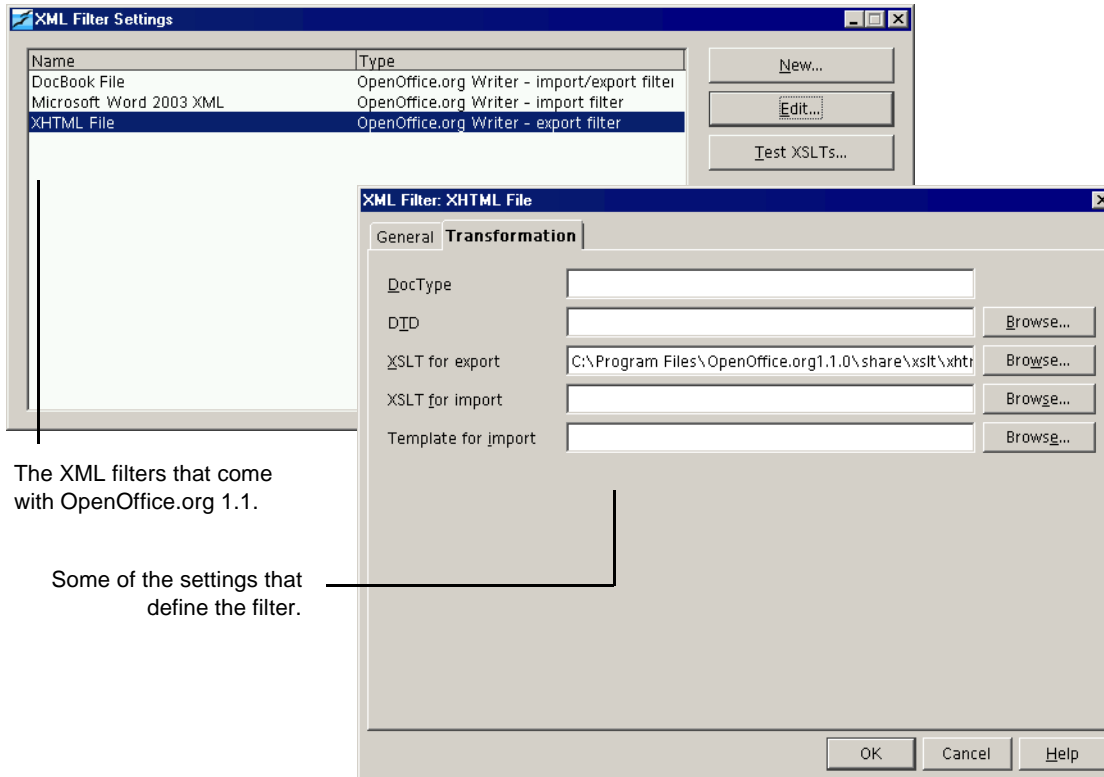 XML Filter Settings
Name Type
DocBook File OpenOffice.org Writer - import/export filter
Microsoft Word 2003 XML OpenOffice.org Writer - import filter
XHTML File OpenOffice.org Writer - export filter
New...
Edit...
Test XSLTs...
XML Filter: XHTML File
General Transformation
DocType
DTD Browse...
XSLT for export C:\Program Files\OpenOffice.org1.1.0\share\xslt\xhtr Browse...
XSLT for import Browse...
Template for import Browse...
The XML filters that come
with OpenOffice.org 1.1.
Some of the settings that
define the filter.
OK Cancel Help